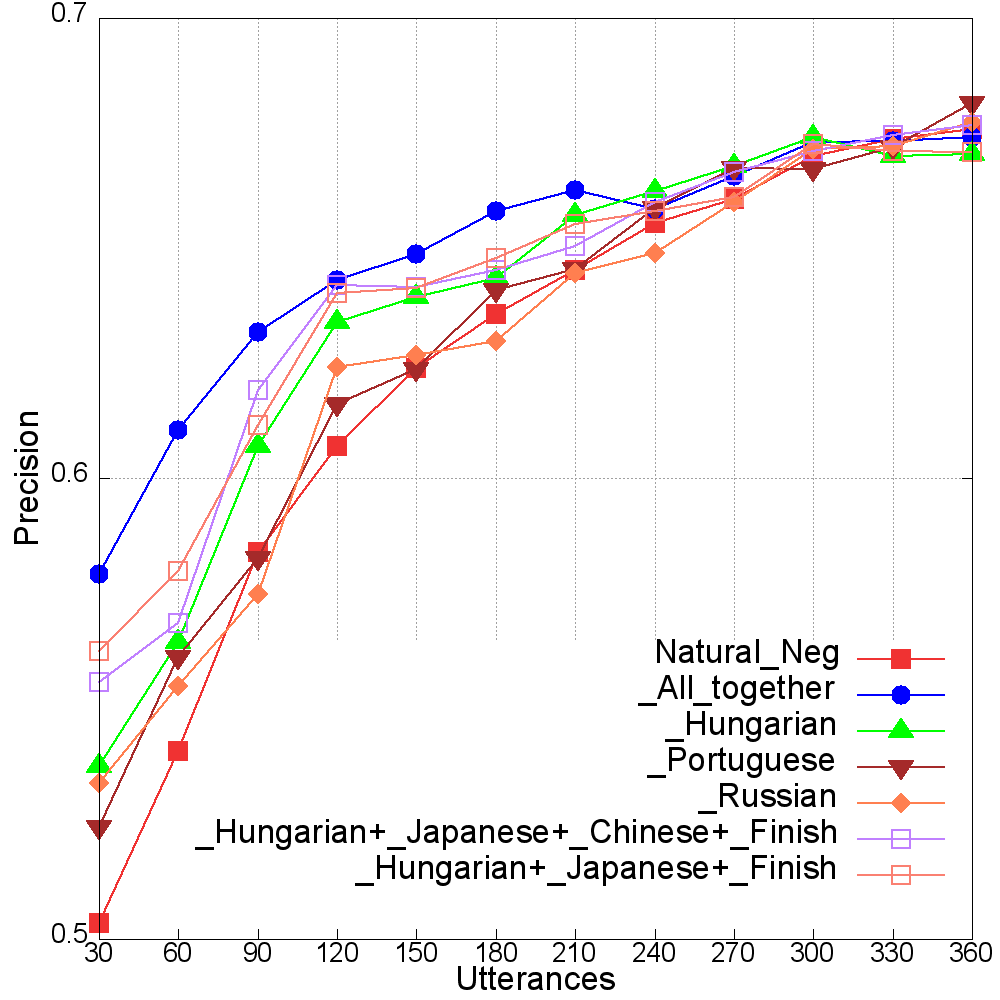 0.7
0.6
0.5
Precision
Natural_Neg
_All_together
_Hungarian
_Portuguese
_Russian
_Hungarian+_Japanese+_Chinese+_Finish
_Hungarian+_Japanese+_Finish
30 60 90 120 150 180 210 240 270 300 330 360
Utterances